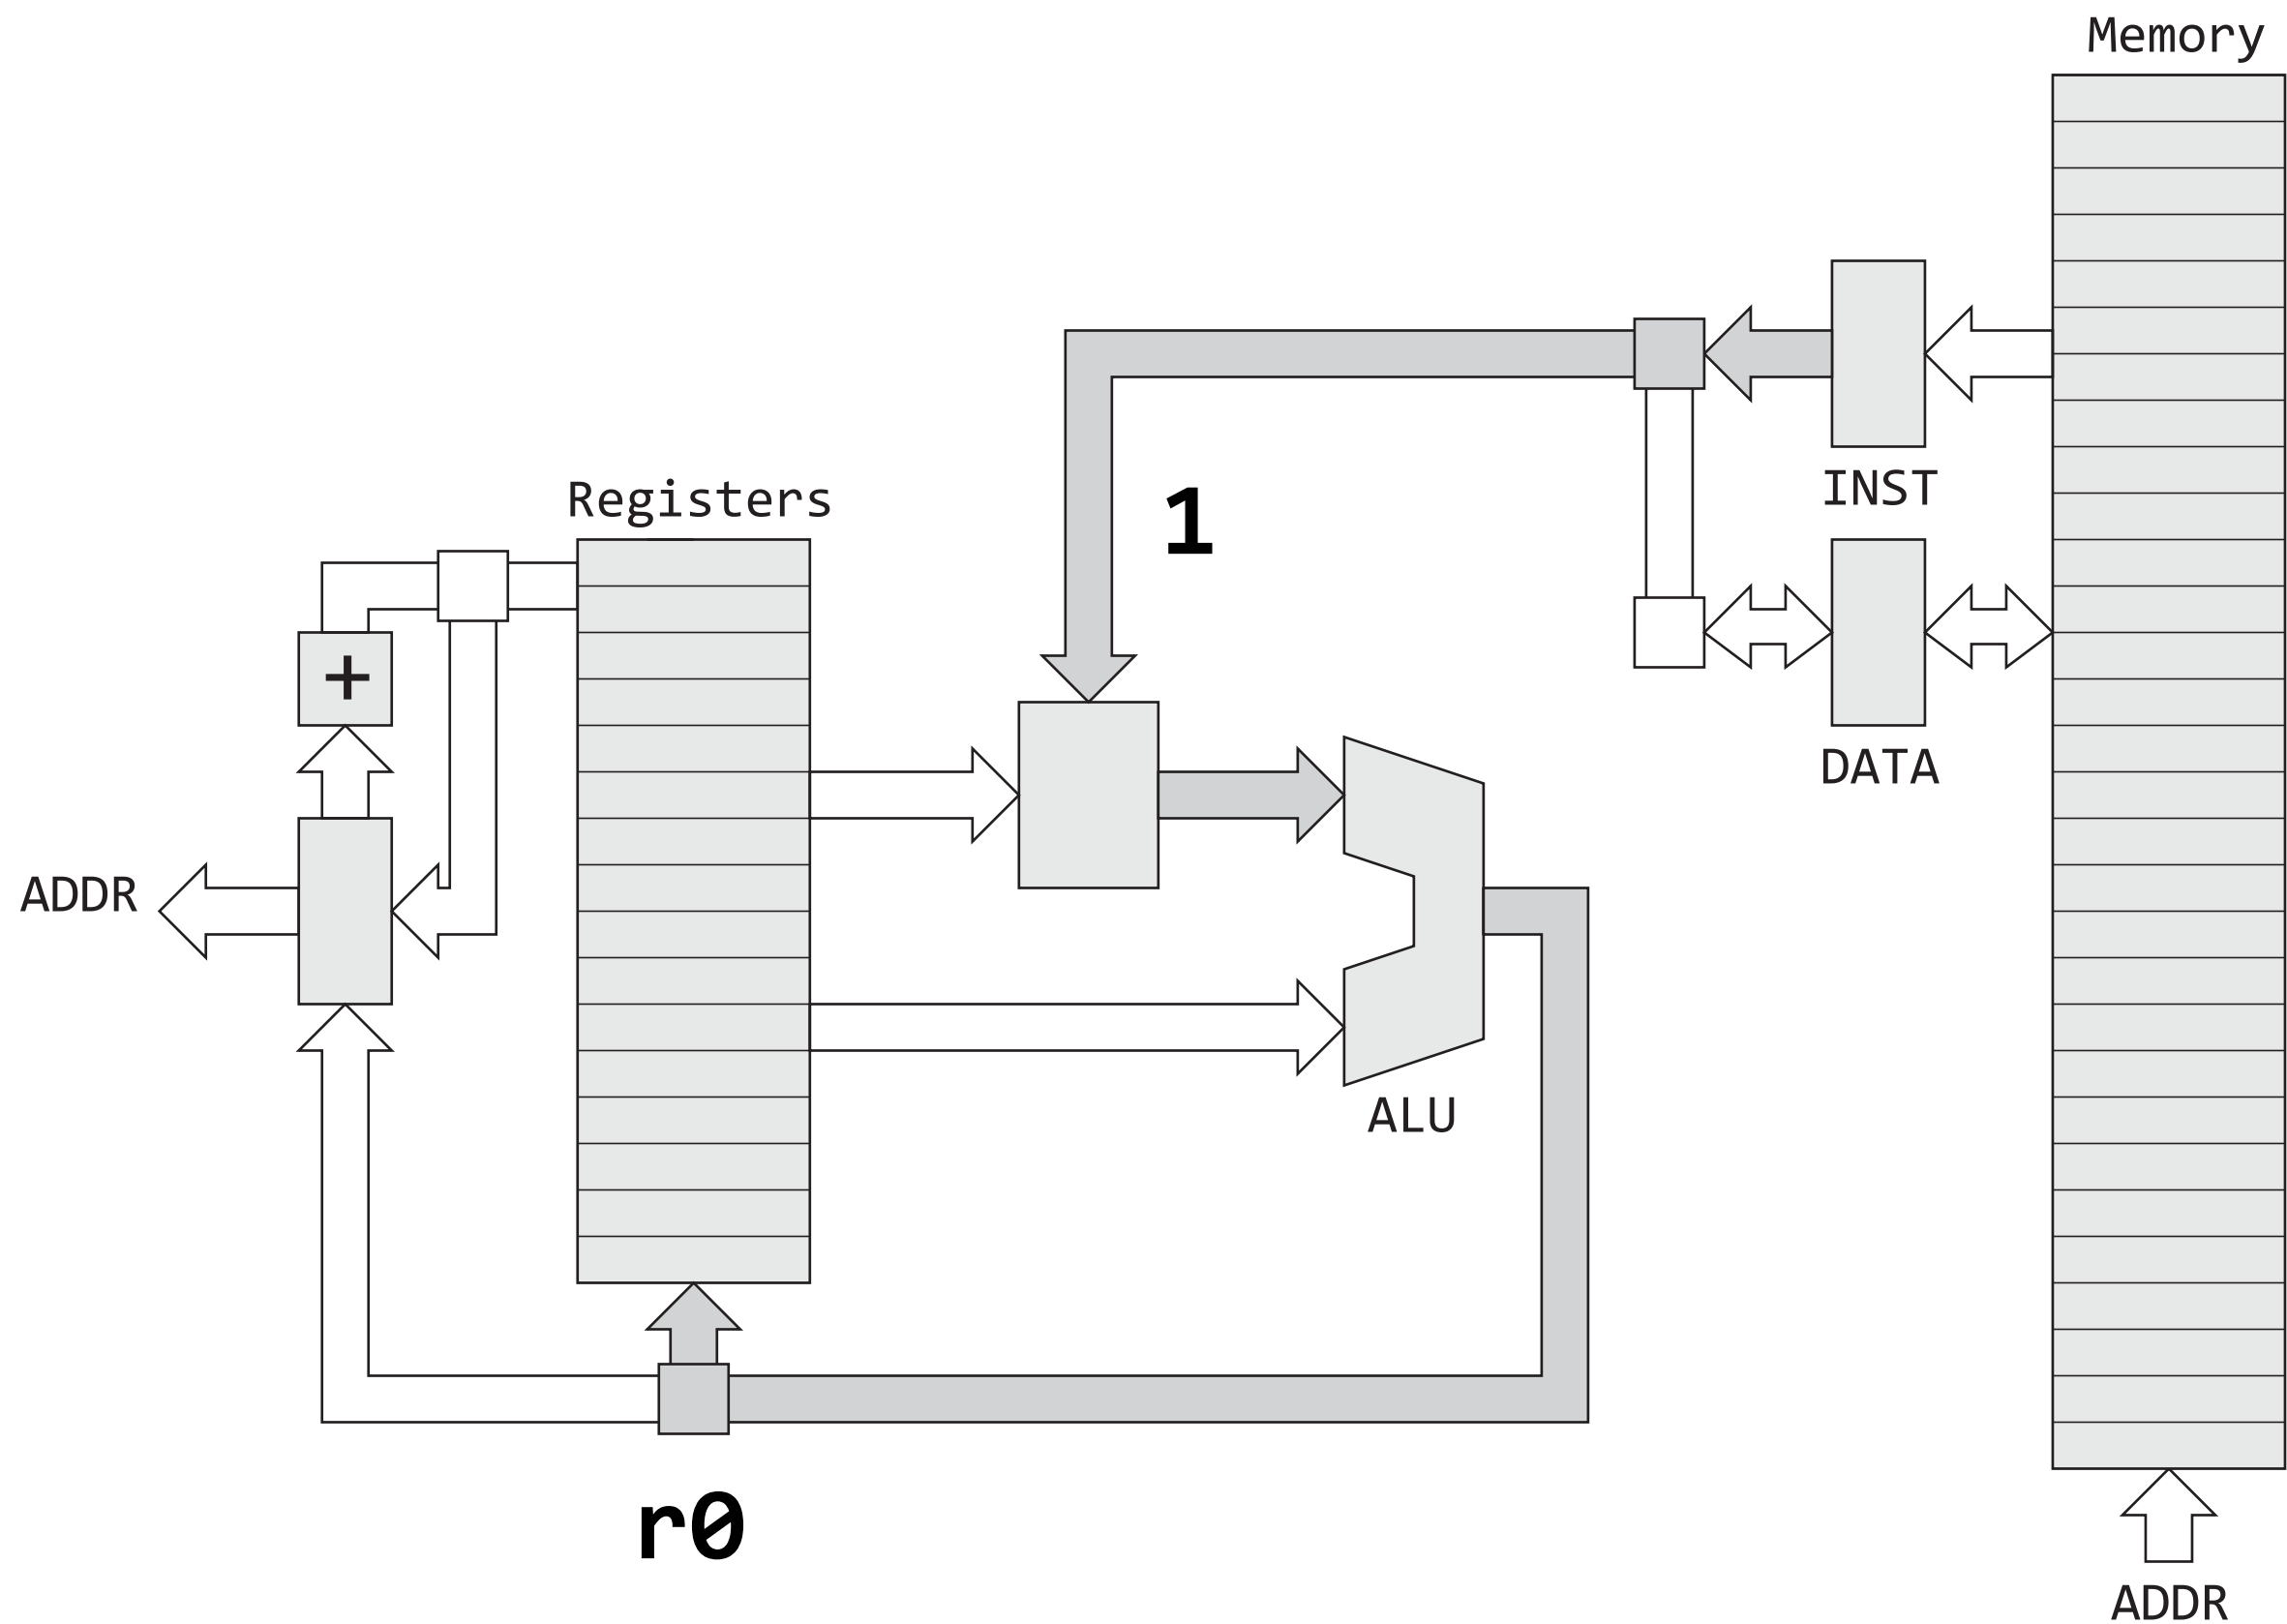 Memory
INST
Registers
1
+
DATA
ADDR
ALU
r0
ADDR